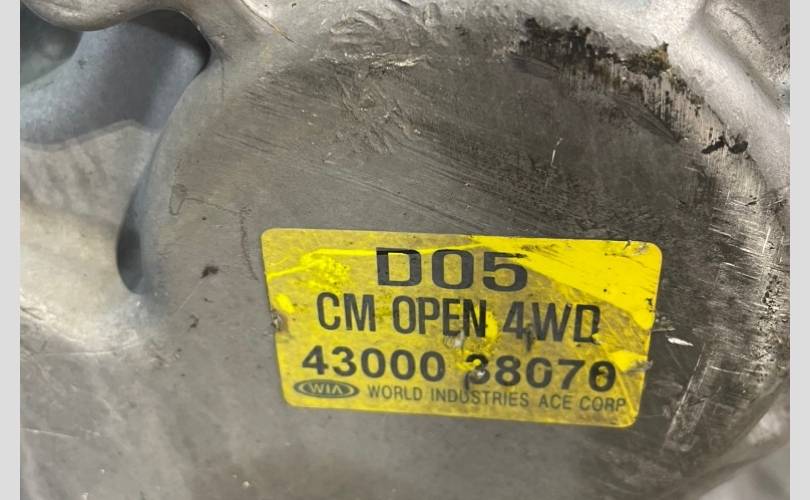 D05
CM OPEN 4WD
43000 38070
WIA WORLD INDUSTRIES ACE CORP